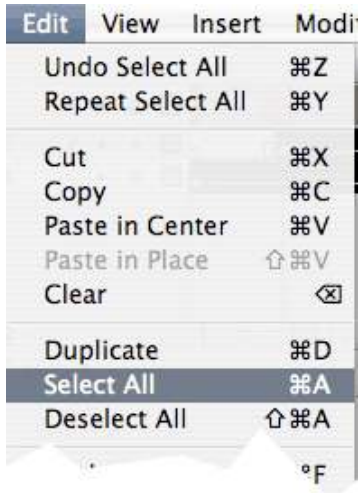 Edit View Insert Modi
Undo Select All ⌘Z
Repeat Select All ⌘Y
Cut ⌘X
Copy ⌘C
Paste in Center ⌘V
Paste in Place ⇧⌘V
Clear ⌫
Duplicate ⌘D
Select All ⌘A
Deselect All ⇧⌘A
F